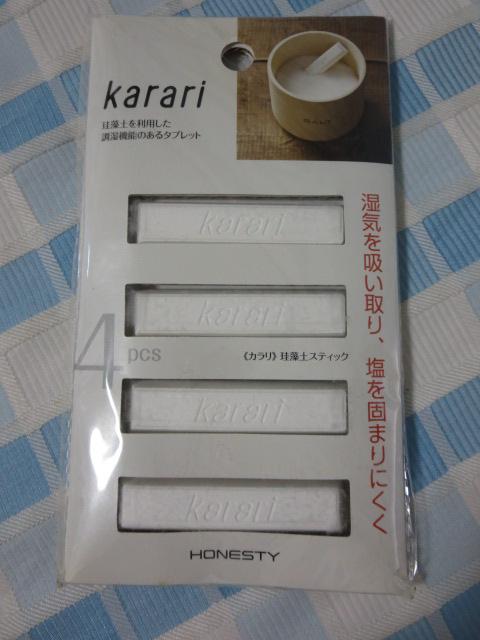 karari
珪藻土を利用した
調湿機能のあるタブレット
SALT
karari
karari
4pcs
《カラリ》珪藻土スティック
karari
karari
湿気を吸い取り、塩を固まりにくく
HONESTY